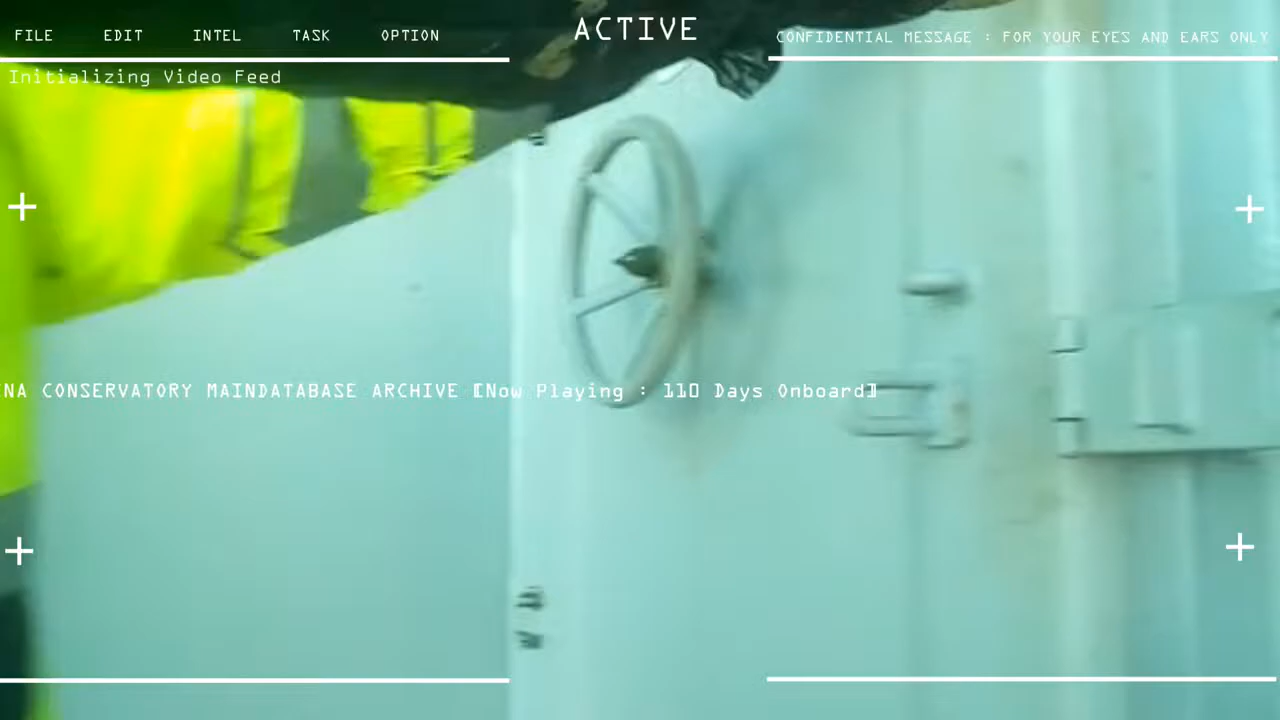 FILE EDIT INTEL TASK OPTION
ACTIVE
CONFIDENTIAL MESSAGE : FOR YOUR EYES AND EARS ONLY
Initializing Video Feed
NA CONSERVATORY MAINDATABASE ARCHIVE [Now Playing : 110 Days Onboard]